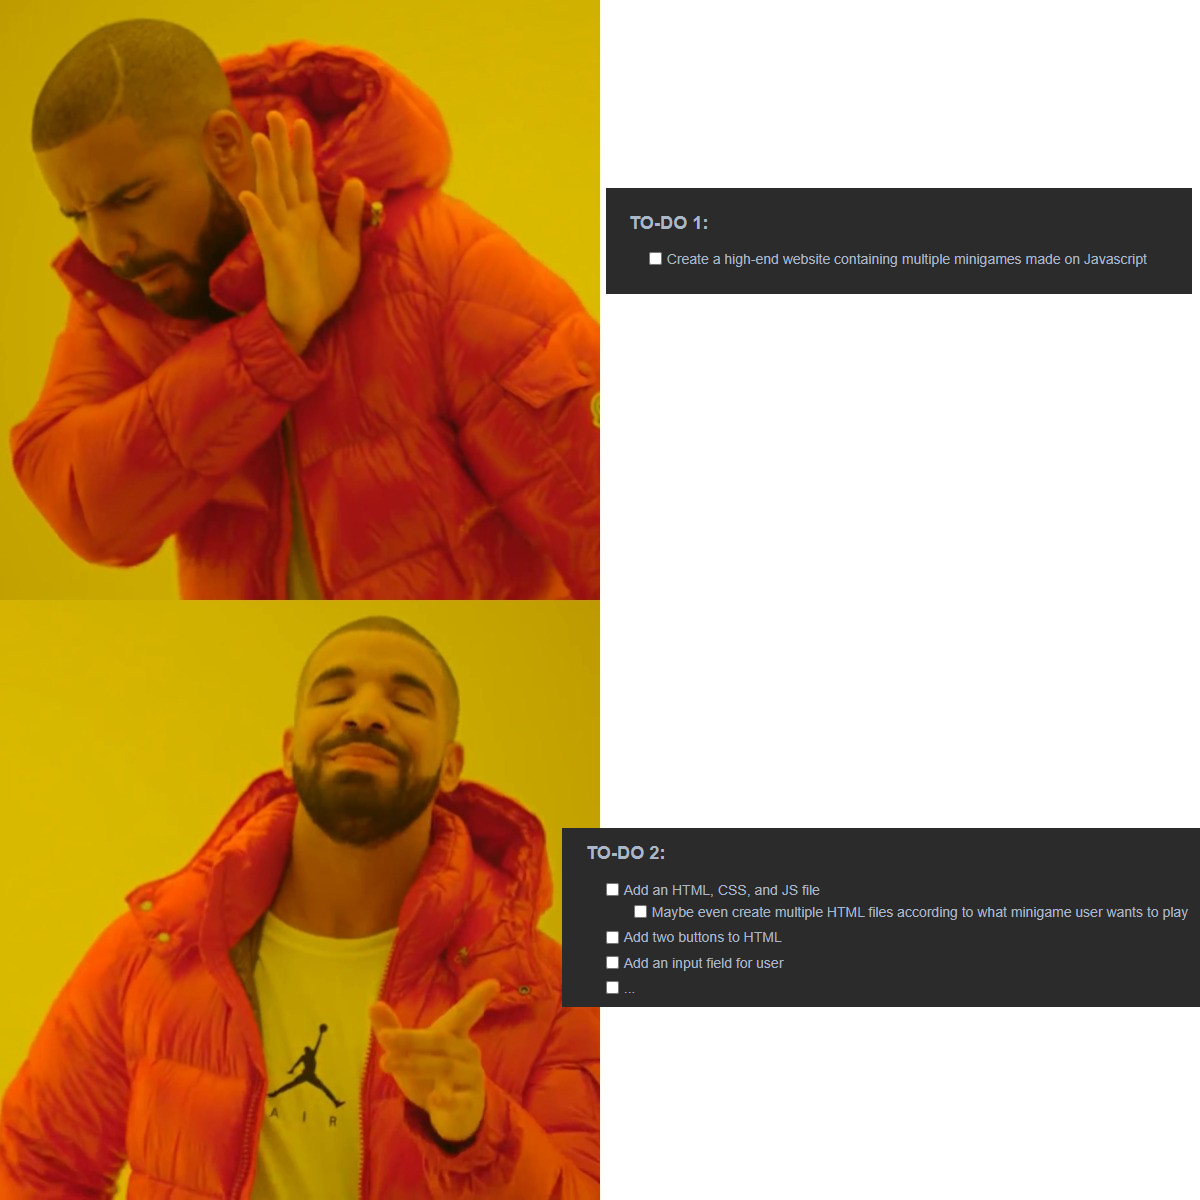 TO-DO 1:
Create a high-end website containing multiple minigames made on Javascript
TO-DO 2:
Add an HTML, CSS, and JS file
Maybe even create multiple HTML files according to what minigame user wants to play
Add two buttons to HTML
Add an input field for user
...
AIR